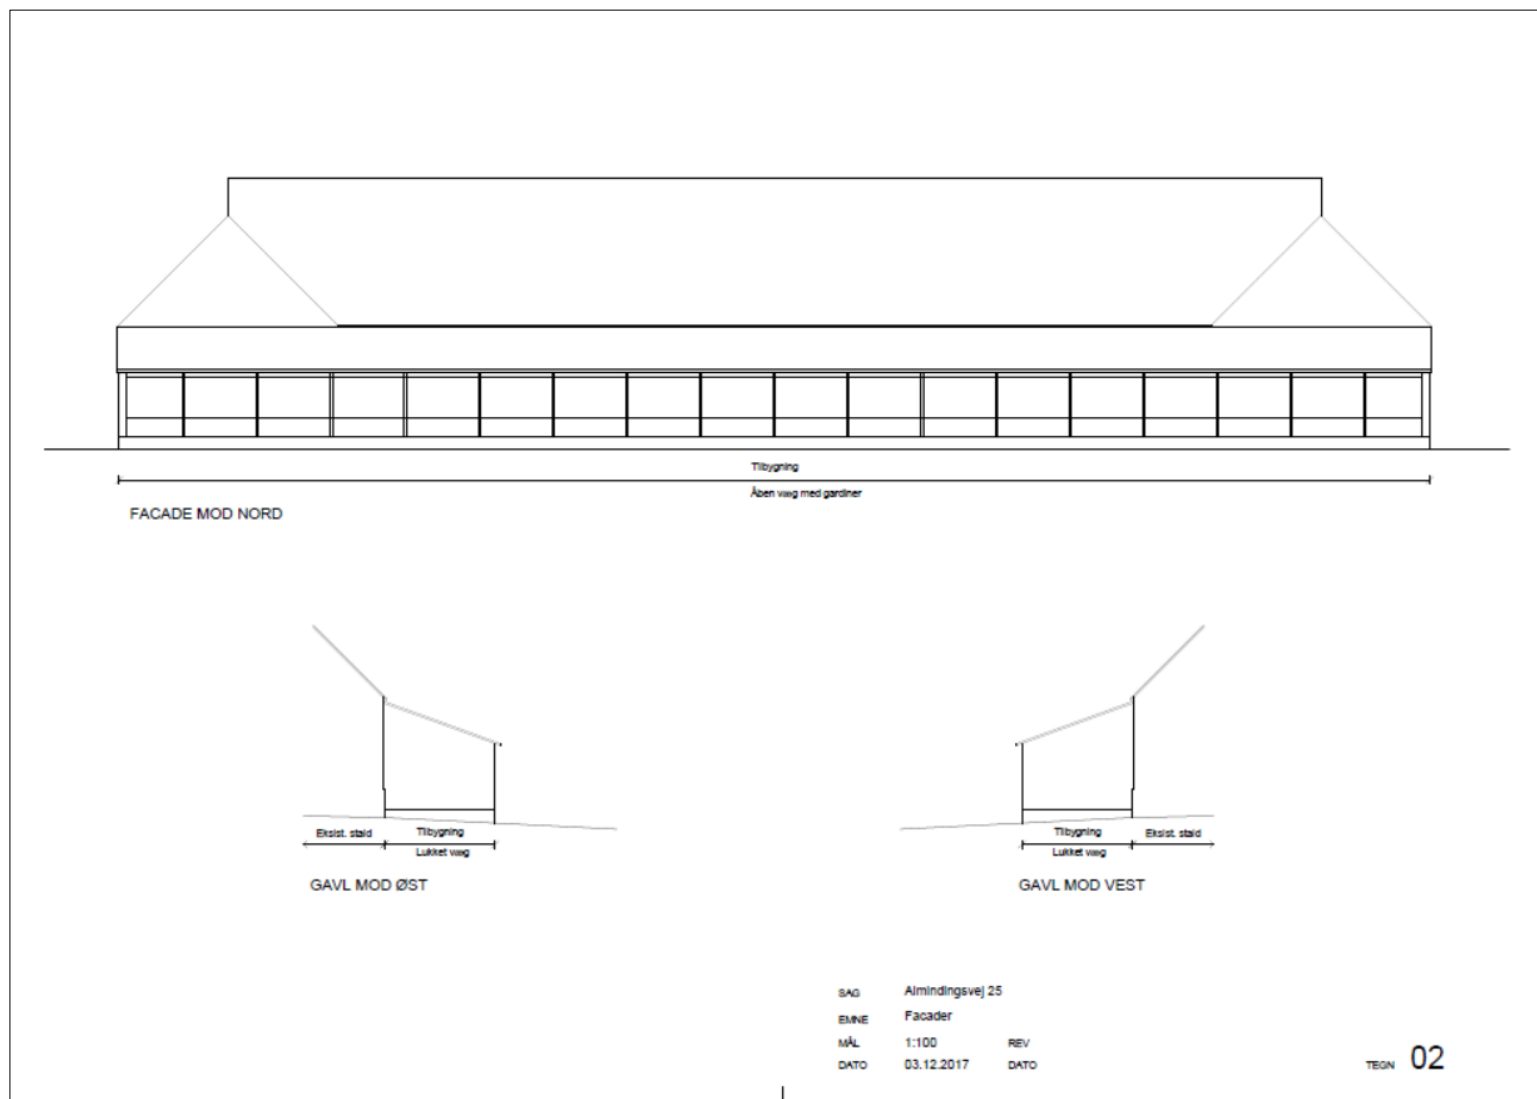 Tilbygning
Åben væg med gardiner
FACADE MOD NORD
Eksist. stald
Tilbygning
Lukket væg
GAVL MOD ØST
Tilbygning
Eksist. stald
Lukket væg
GAVL MOD VEST
SAG Almindingsvej 25
EMNE Facader
MÅL 1:100 REV
DATO 03.12.2017 DATO
TEGN 02